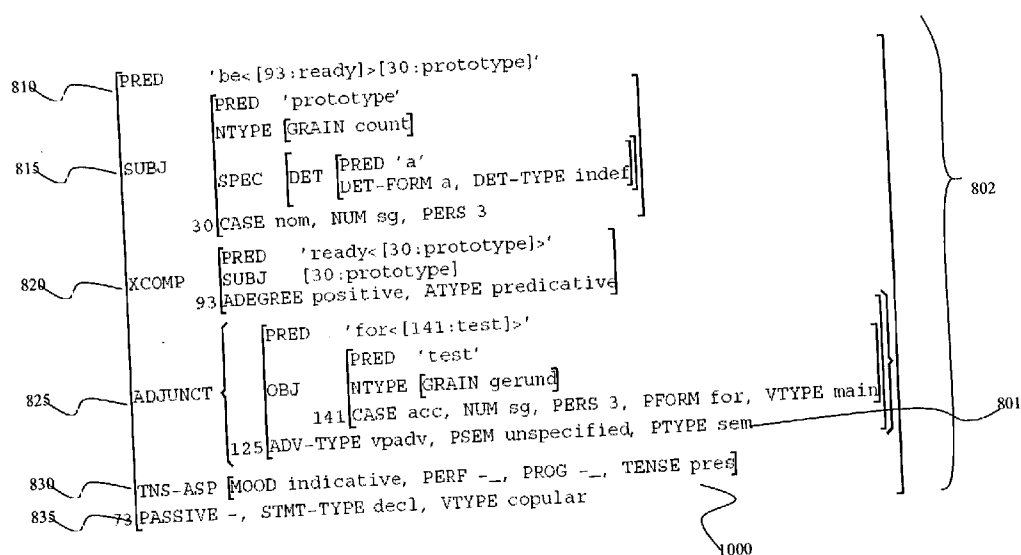 810 PRED 'be<[93:ready]>[30:prototype]'
PRED 'prototype'
NTYPE [GRAIN count]
815 SUBJ
SPEC [DET [PRED 'a'
DET-FORM a, DET-TYPE indef]]
802
30 CASE nom, NUM sg, PERS 3
PRED 'ready<[30:prototype]>'
820 XCOMP SUBJ [30:prototype]
93 ADEGREE positive, ATYPE predicative
PRED 'for<[141:test]>'
PRED 'test'
825 ADJUNCT { OBJ NTYPE [GRAIN gerund]
141 CASE acc, NUM sg, PERS 3, PFORM for, VTYPE main
801
125 ADV-TYPE vpadv, PSEM unspecified, PTYPE sem
830 TNS-ASP [MOOD indicative, PERF -_, PROG -_, TENSE pres]
835 73 PASSIVE -, STMT-TYPE decl, VTYPE copular
1000